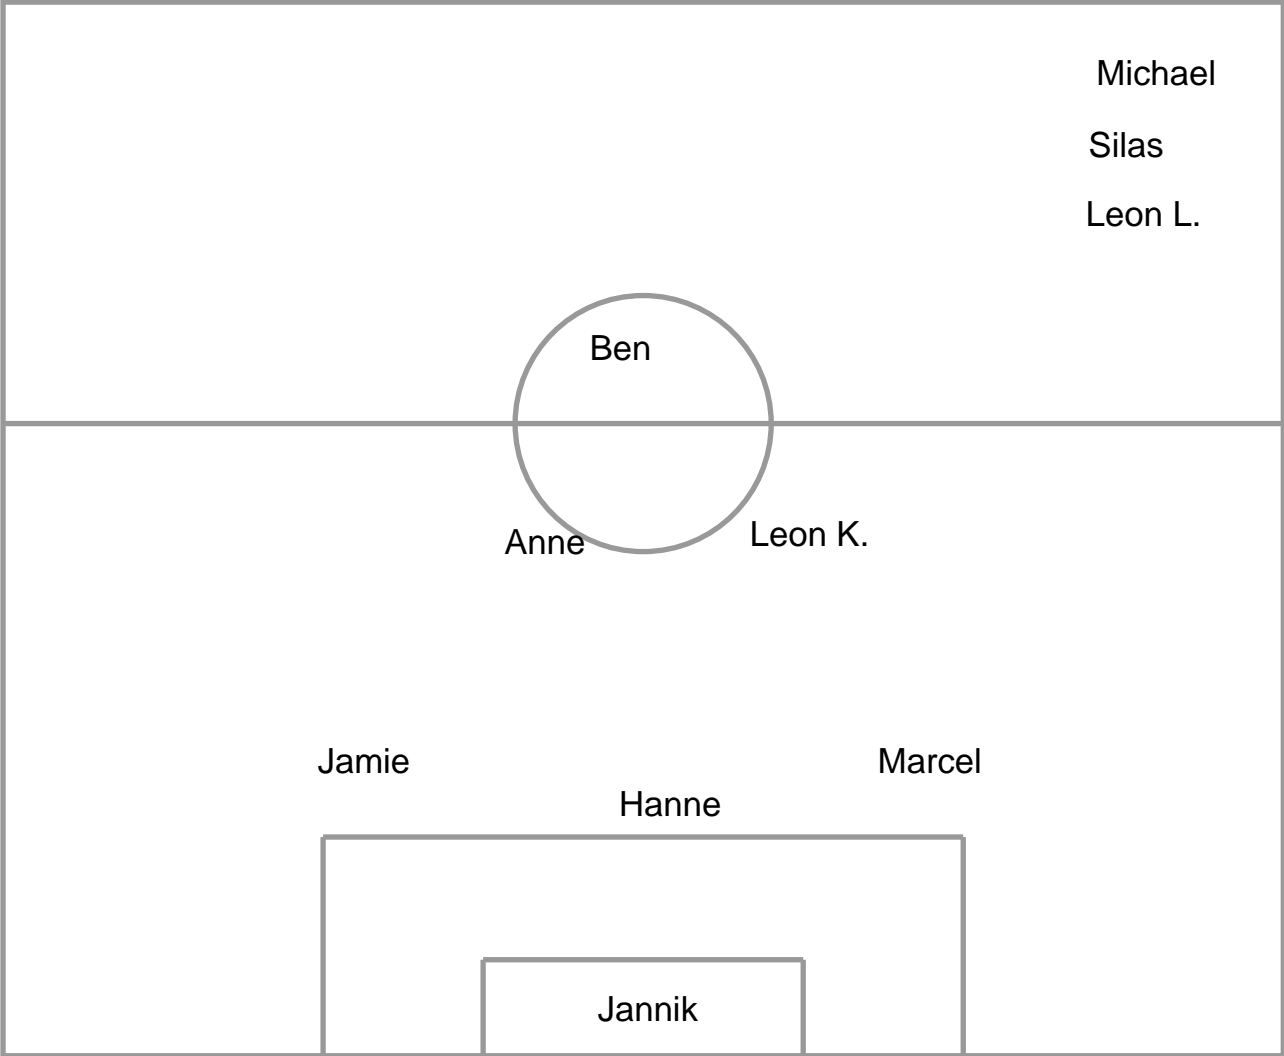 Michael
Silas
Leon L.
Ben
Anne
Leon K.
Jamie
Marcel
Hanne
Jannik